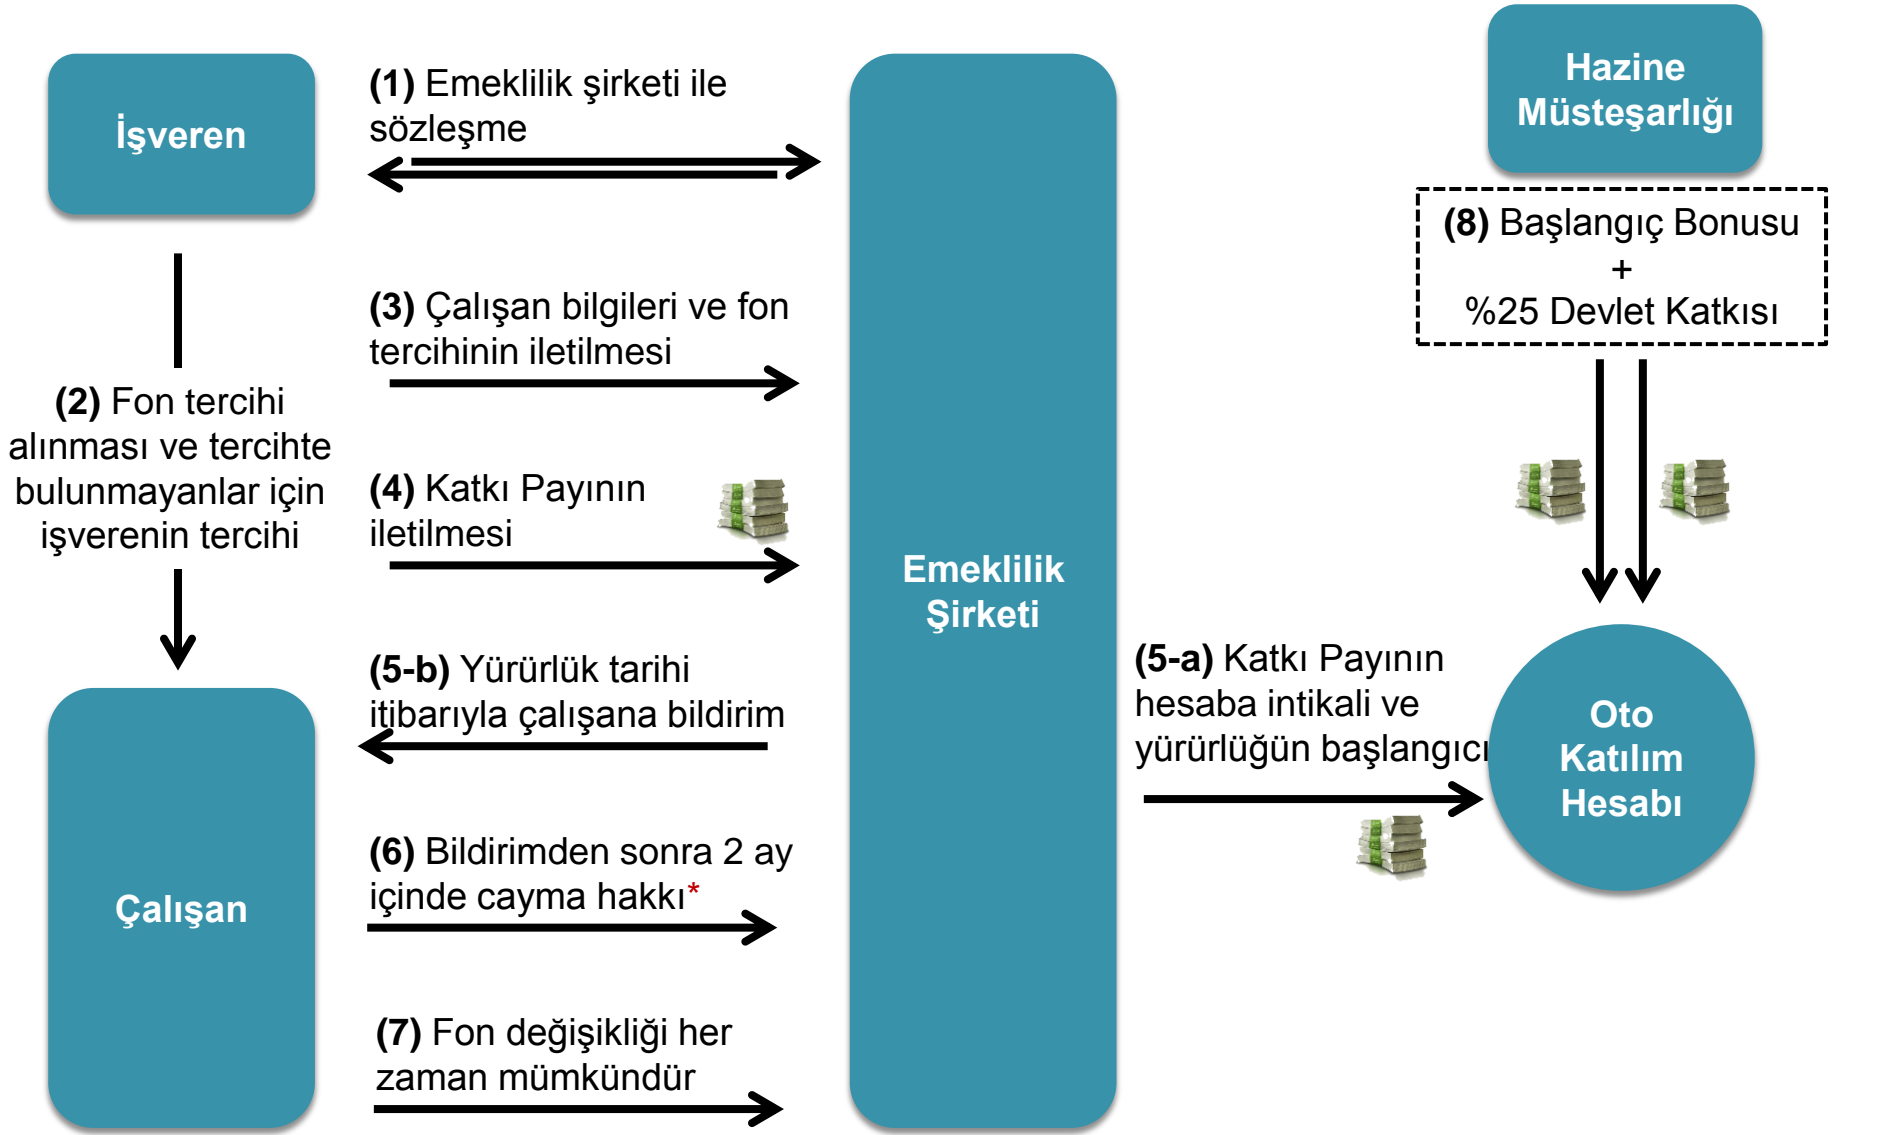 İşveren
(1) Emeklilik şirketi ile
sözleşme
Hazine
Müsteşarlığı
(8) Başlangıç Bonusu
+
%25 Devlet Katkısı
(2) Fon tercihi
alınması ve tercihte
bulunmayanlar için
işverenin tercihi
(3) Çalışan bilgileri ve fon
tercihinin iletilmesi
(4) Katkı Payının
iletilmesi
Emeklilik
Şirketi
(5-b) Yürürlük tarihi
itibarıyla çalışana bildirim
(5-a) Katkı Payının
hesaba intikali ve
yürürlüğün başlangıcı
Oto
Katılım
Hesabı
Çalışan
(6) Bildirimden sonra 2 ay
içinde cayma hakkı*
(7) Fon değişikliği her
zaman mümkündür